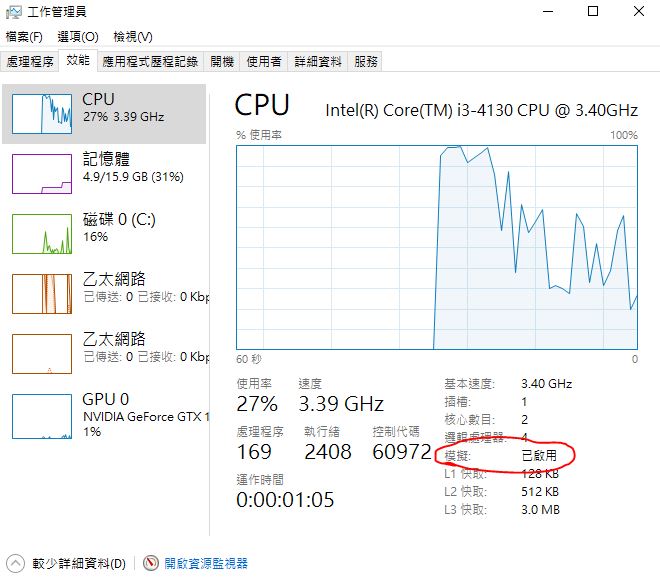 工作管理員
檔案(F) 選項(O) 檢視(V)
處理程序 效能 應用程式歷程記錄 開機 使用者 詳細資料 服務
CPU
27% 3.39 GHz
記憶體
4.9/15.9 GB (31%)
磁碟 0 (C:)
16%
乙太網路
已傳送: 0 已接收: 0 Kbp
乙太網路
已傳送: 0 已接收: 0 Kbp
GPU 0
NVIDIA GeForce GTX 1
1%
CPU Intel(R) Core(TM) i3-4130 CPU @ 3.40GHz
% 使用率 100%
60 秒 0
使用率 速度
27% 3.39 GHz
處理程序 執行緒 控制代碼
169 2408 60972
運作時間
0:00:01:05
基本速度: 3.40 GHz
插槽: 1
核心數目: 2
邏輯處理器: 4
模擬: 已啟用
L1 快取: 128 KB
L2 快取: 512 KB
L3 快取: 3.0 MB
較少詳細資料(D) 開啟資源監視器